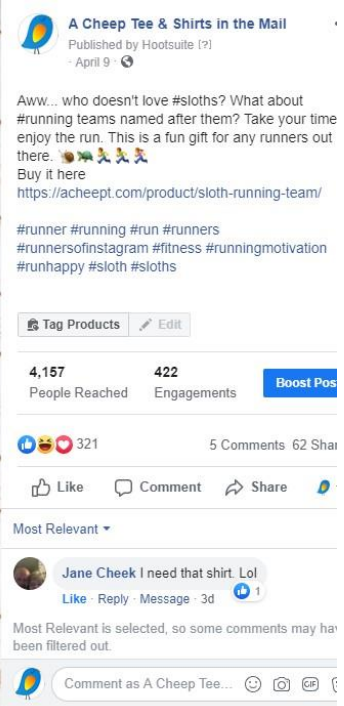 A Cheep Tee & Shirts in the Mail
Published by Hootsuite [?]
· April 9 ·
Aww... who doesn't love #sloths? What about
#running teams named after them? Take your time
enjoy the run. This is a fun gift for any runners out
there.
Buy it here
https://acheept.com/product/sloth-running-team/
#runner #running #run #runners
#runnersofinstagram #fitness #runningmotivation
#runhappy #sloth #sloths
Tag Products Edit
4,157 422
People Reached Engagements Boost Pos
321 5 Comments 62 Shar
Like Comment Share
Most Relevant
Jane Cheek I need that shirt. Lol
Like · Reply · Message · 3d 1
Most Relevant is selected, so some comments may hav
been filtered out.
Comment as A Cheep Tee... GIF